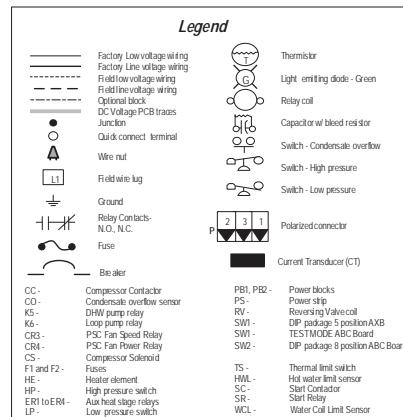 Legend
Factory Low voltage wiring
Factory Line voltage wiring
Field low voltage wiring
Field line voltage wiring
Optional block
DC Voltage PCB traces
Junction
Quick connect terminal
Wire nut
L1
Field wire lug
Ground
Relay Contacts-
N.O., N.C.
Fuse
Breaker
T
Thermistor
G
Light emitting diode - Green
Relay coil
Capacitor w/ bleed resistor
Switch - Condensate overflow
Switch - High pressure
Switch - Low pressure
2 3 1
P
Polarized connector
Current Transducer (CT)
CC - Compressor Contactor
CO - Condensate overflow sensor
K5 - DHW pump relay
K6 - Loop pump relay
CR3 - PSC Fan Speed Relay
CR4 - PSC Fan Power Relay
CS - Compressor Solenoid
F1 and F2 - Fuses
HE - Heater element
HP - High pressure switch
ER1 to ER4 - Aux heat stage relays
LP - Low pressure switch
PB1, PB2 - Power blocks
PS - Power strip
RV - Reversing Valve coil
SW1 - DIP package 5 position AXB
SW1 - TEST MODE ABC Board
SW2 - DIP package 8 position ABC Board
TS - Thermal limit switch
HWL - Hot water limit sensor
SC - Start Contactor
SR - Start Relay
WCL - Water Coil Limit Sensor